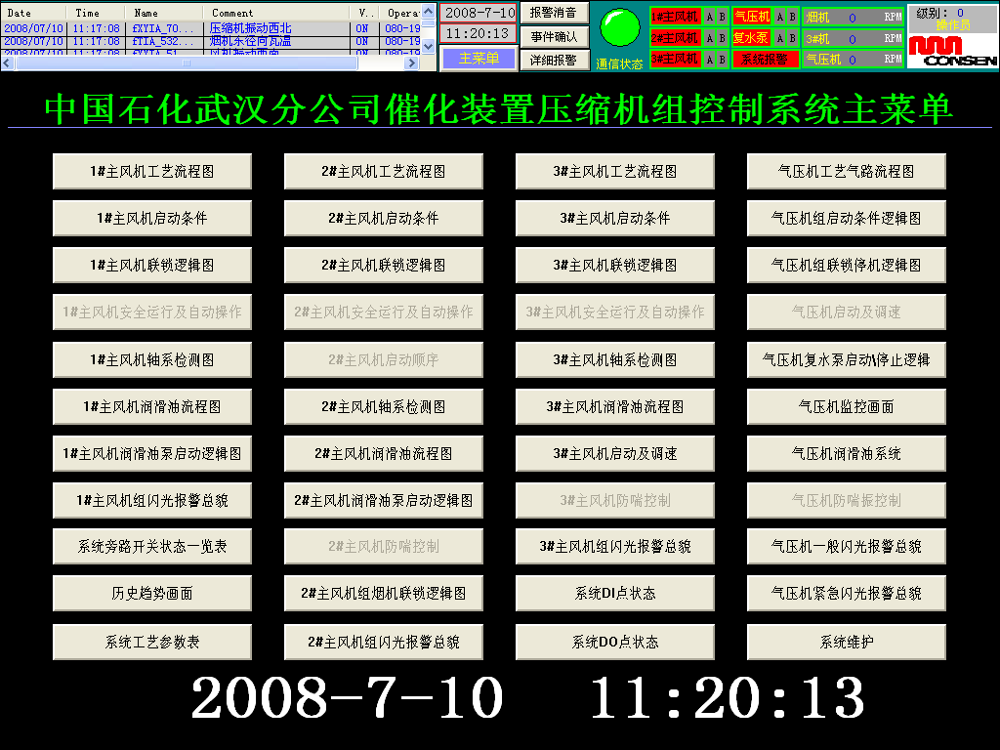 Date Time Name Comment V.. Opera
2008/07/10 11:17:08 fXYIA_70... 压缩机振动西北 ON 080-19
2008/07/10 11:17:08 fTIA_532... 烟机东径向瓦温 ON 080-19
2008-7-10
11:20:13
主菜单
报警消音
事件确认
详细报警
通信状态
1#主风机 A B 气压机 A B
2#主风机 A B 复水泵 A B
3#主风机 A B 系统报警
烟机 0 RPM
3#机 0 RPM
气压机 0 RPM
级别: 0
操作员
CONSEN
中国石化武汉分公司催化装置压缩机组控制系统主菜单
1#主风机工艺流程图 2#主风机工艺流程图 3#主风机工艺流程图 气压机工艺气路流程图
1#主风机启动条件 2#主风机启动条件 3#主风机启动条件 气压机组启动条件逻辑图
1#主风机联锁逻辑图 2#主风机联锁逻辑图 3#主风机联锁逻辑图 气压机组联锁停机逻辑图
1#主风机安全运行及自动操作 2#主风机安全运行及自动操作 3#主风机安全运行及自动操作 气压机启动及调速
1#主风机轴系检测图 2#主风机启动顺序 3#主风机轴系检测图 气压机复水泵启动\停止逻辑
1#主风机润滑油流程图 2#主风机轴系检测图 3#主风机润滑油流程图 气压机监控画面
1#主风机润滑油泵启动逻辑图 2#主风机润滑油流程图 3#主风机启动及调速 气压机润滑油系统
1#主风机组闪光报警总貌 2#主风机润滑油泵启动逻辑图 3#主风机防喘控制 气压机防喘振控制
系统旁路开关状态一览表 2#主风机防喘控制 3#主风机组闪光报警总貌 气压机一般闪光报警总貌
历史趋势画面 2#主风机组烟机联锁逻辑图 系统DI点状态 气压机紧急闪光报警总貌
系统工艺参数表 2#主风机组闪光报警总貌 系统DO点状态 系统维护
2008-7-10 11:20:13